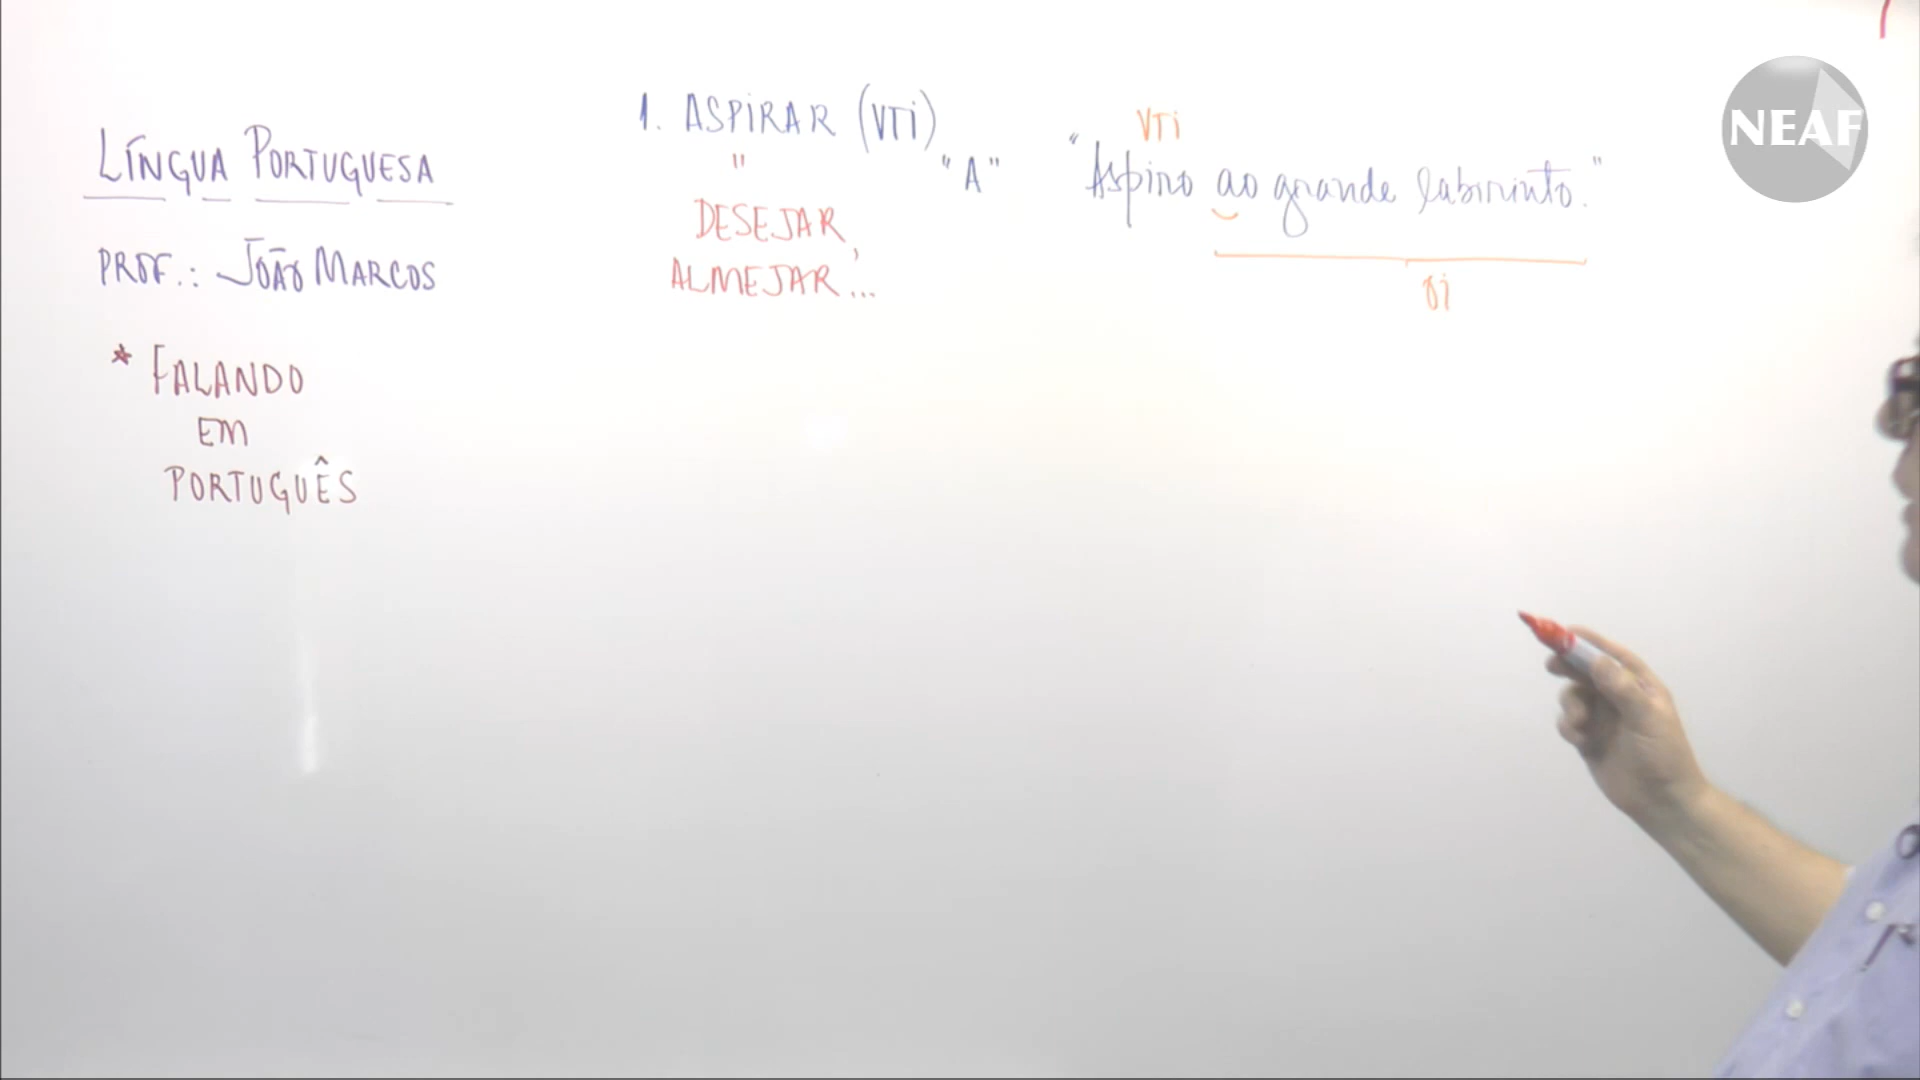 LÍNGUA PORTUGUESA
PROF.: JOÃO MARCOS
* FALANDO
EM
PORTUGUÊS
1. ASPIRAR (VTi)
" "A"
DESEJAR,
ALMEJAR...
VTi
"Aspiro ao grande labirinto."
Oi
NEAF